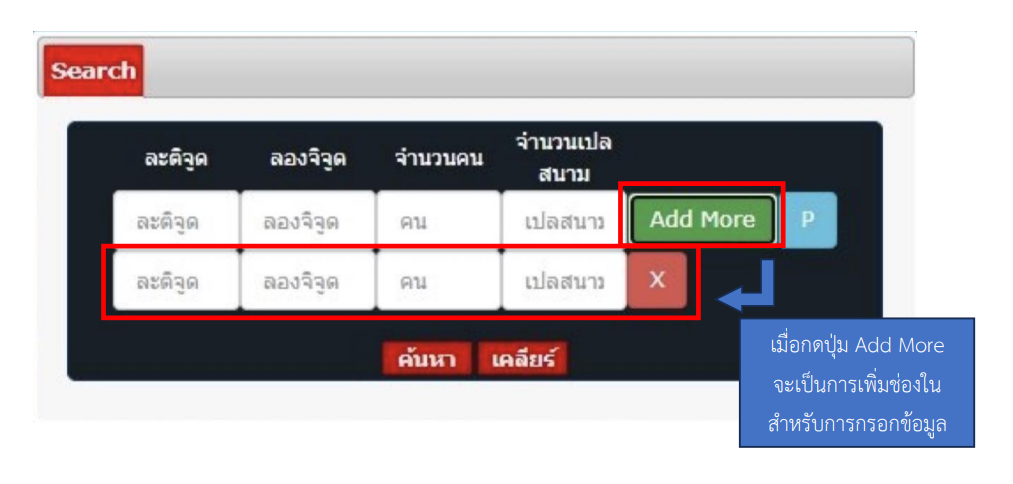 Search
ละติจูด ลองจิจูด จำนวนคน จำนวนเปล
สนาม
ละติจูด ลองจิจูด คน เปลสนาม Add More P
ละติจูด ลองจิจูด คน เปลสนาม X
ค้นหา เคลียร์
เมื่อกดปุ่ม Add More
จะเป็นการเพิ่มช่องใน
สำหรับการกรอกข้อมูล